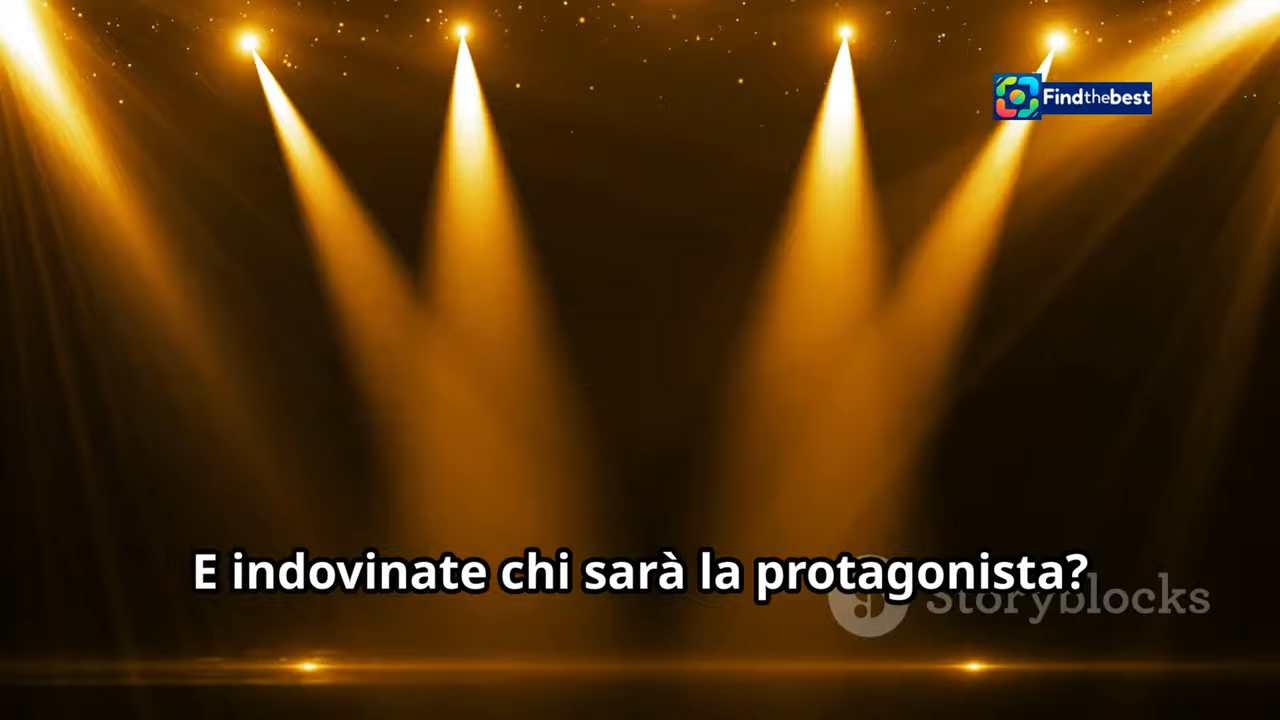 Findthebest
E indovinate chi sarà la protagonista?
Storyblocks